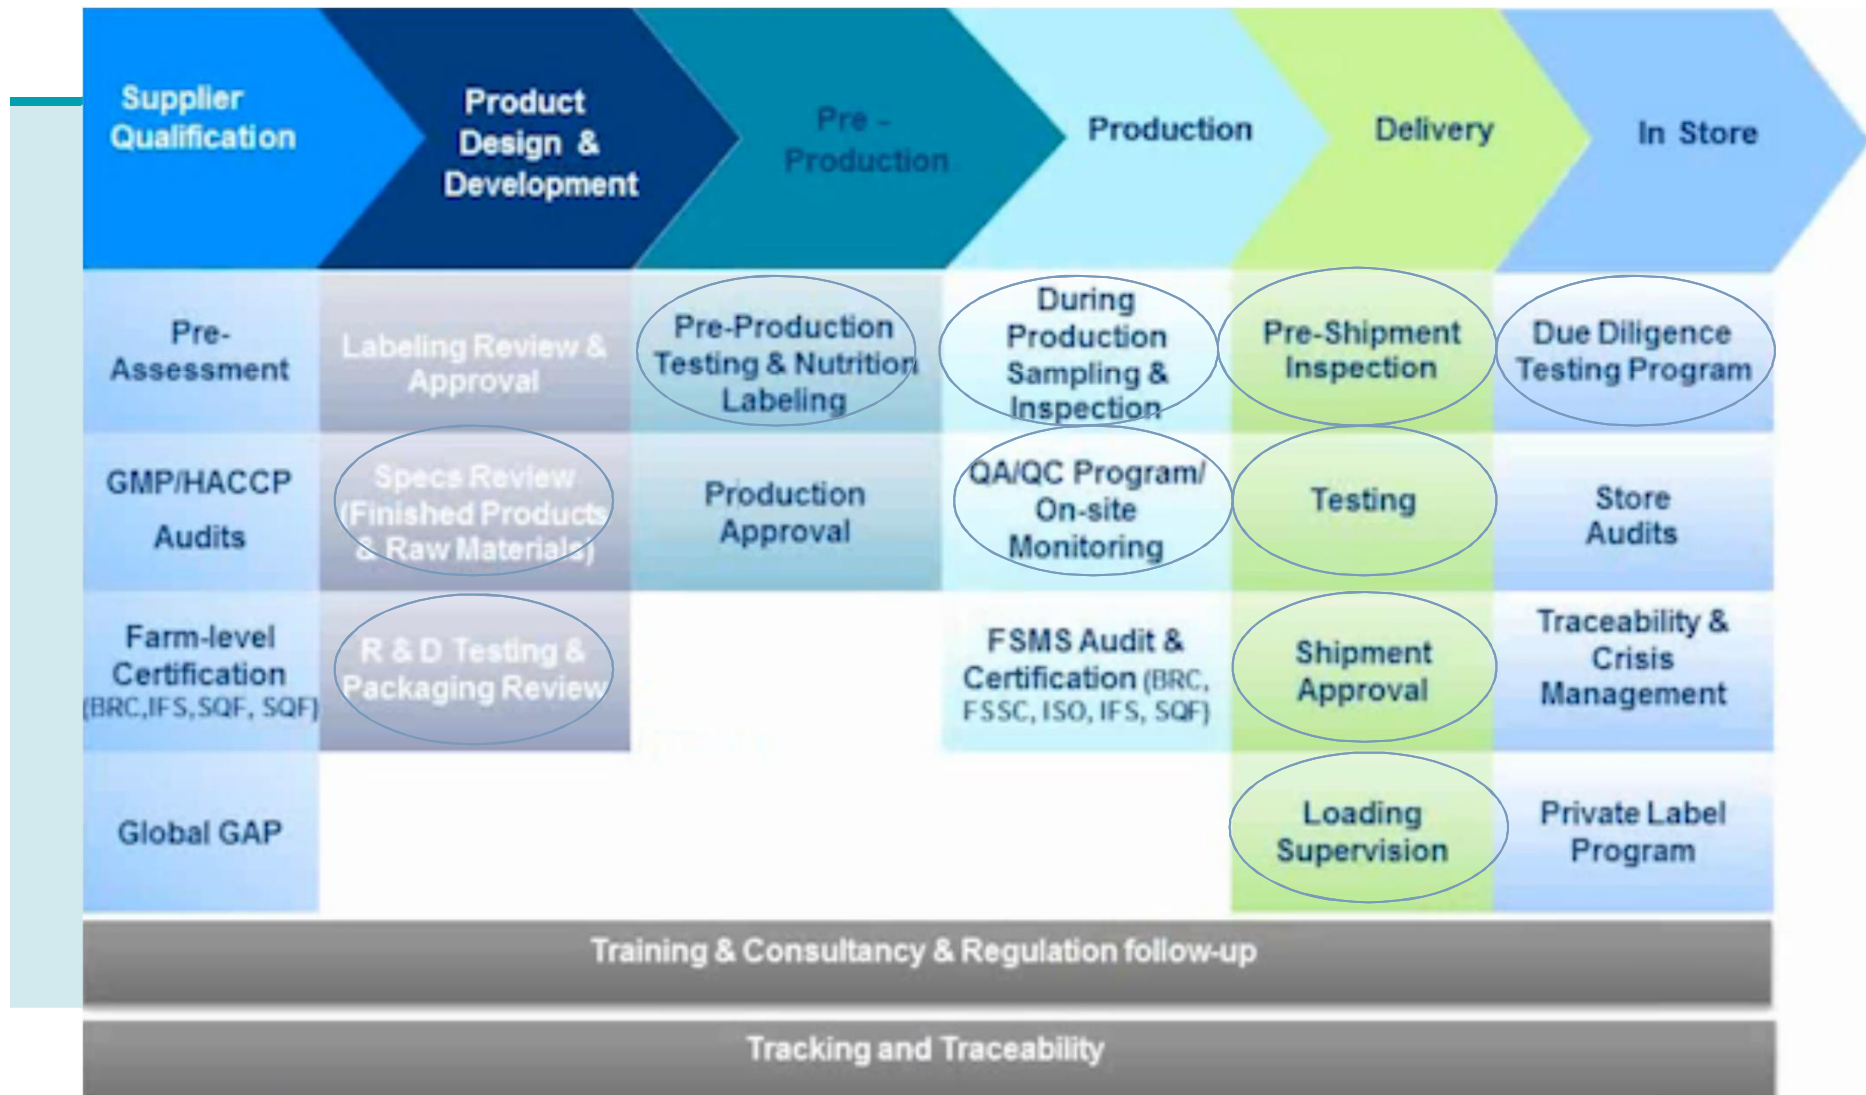 Supplier
Qualification
Product
Design &
Development
Pre -
Production
Production
Delivery
In Store
Pre-
Assessment
Labeling Review &
Approval
Pre-Production
Testing & Nutrition
Labeling
During
Production
Sampling &
Inspection
Pre-Shipment
Inspection
Due Diligence
Testing Program
GMP/HACCP
Audits
Specs Review
(Finished Products
& Raw Materials)
Production
Approval
QA/QC Program/
On-site
Monitoring
Testing
Store
Audits
Farm-level
Certification
(BRC,IFS,SQF, SQF)
R & D Testing &
Packaging Review
FSMS Audit &
Certification (BRC,
FSSC, ISO, IFS, SQF)
Shipment
Approval
Traceability &
Crisis
Management
Global GAP
Loading
Supervision
Private Label
Program
Training & Consultancy & Regulation follow-up
Tracking and Traceability